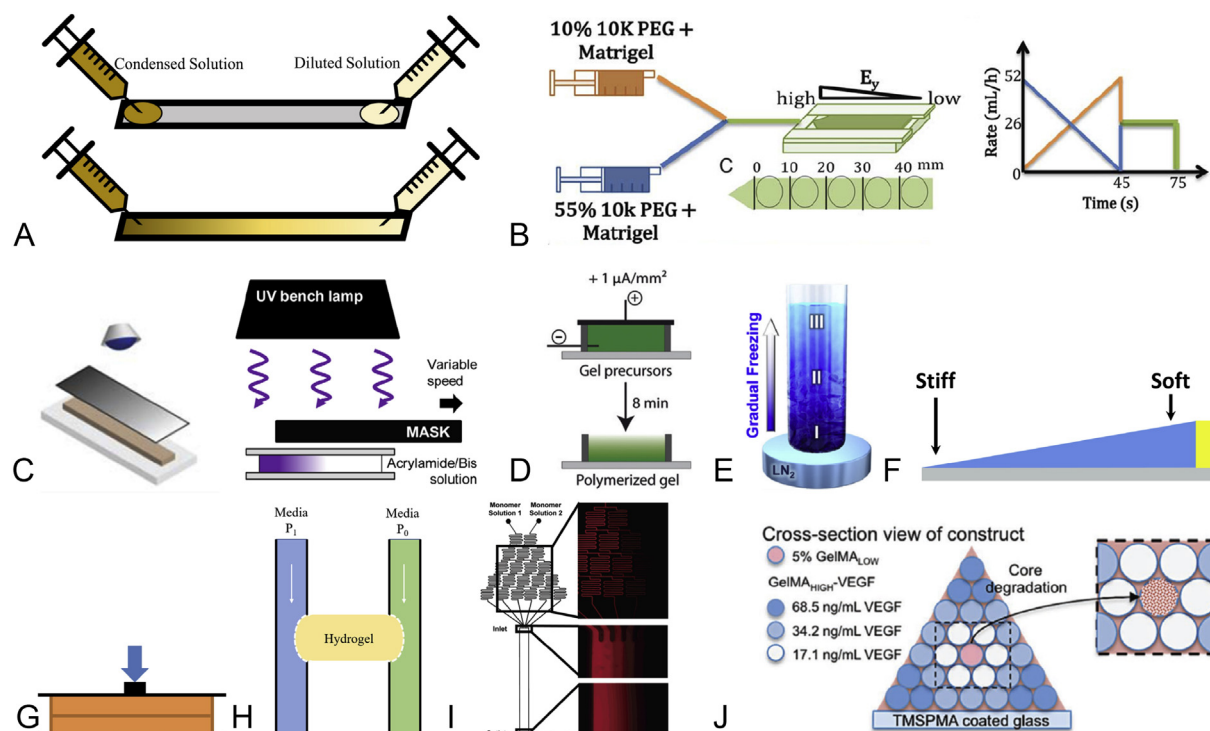 Condensed Solution
Diluted Solution
A
10% 10K PEG +
Matrigel
55% 10k PEG +
Matrigel
E_y
high
low
C 0 10 20 30 40 mm
Rate (mL/h)
52
26
0
45
75
Time (s)
B
UV bench lamp
Variable
speed
MASK
Acrylamide/Bis
solution
C
+ 1 µA/mm²
Gel precursors
8 min
Polymerized gel
D
Gradual Freezing
III
II
I
LN₂
E
Stiff
Soft
F
G
Media
P₁
Media
P₀
Hydrogel
H
Monomer
Solution 1
Monomer
Solution 2
Inlet
I
Cross-section view of construct
5% GelMA_LOW
GelMA_HIGH-VEGF
68.5 ng/mL VEGF
34.2 ng/mL VEGF
17.1 ng/mL VEGF
Core
degradation
TMSPMA coated glass
J